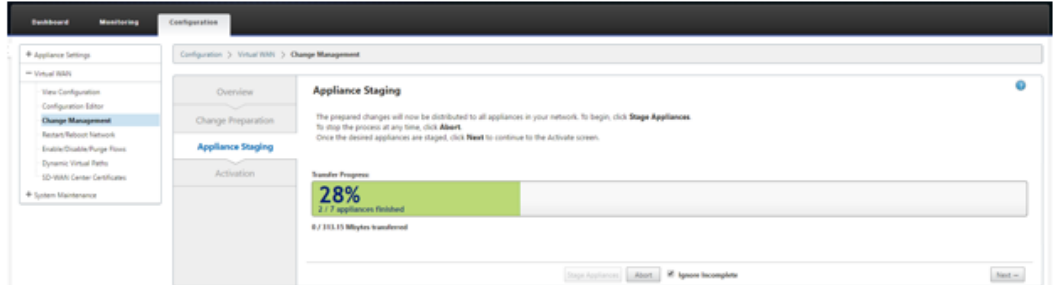 Dashboard Monitoring Configuration
+ Appliance Settings
− Virtual WAN
View Configuration
Configuration Editor
Change Management
Restart/Reboot Network
Enable/Disable/Purge Flows
Dynamic Virtual Paths
SD-WAN Center Certificates
+ System Maintenance
Configuration > Virtual WAN > Change Management
Overview
Change Preparation
Appliance Staging
Activation
Appliance Staging
The prepared changes will now be distributed to all appliances in your network. To begin, click Stage Appliances.
To stop the process at any time, click Abort.
Once the desired appliances are staged, click Next to continue to the Activate screen.
Transfer Progress:
28%
2 / 7 appliances finished
0 / 313.15 Mbytes transferred
Stage Appliances Abort Ignore Incomplete Next